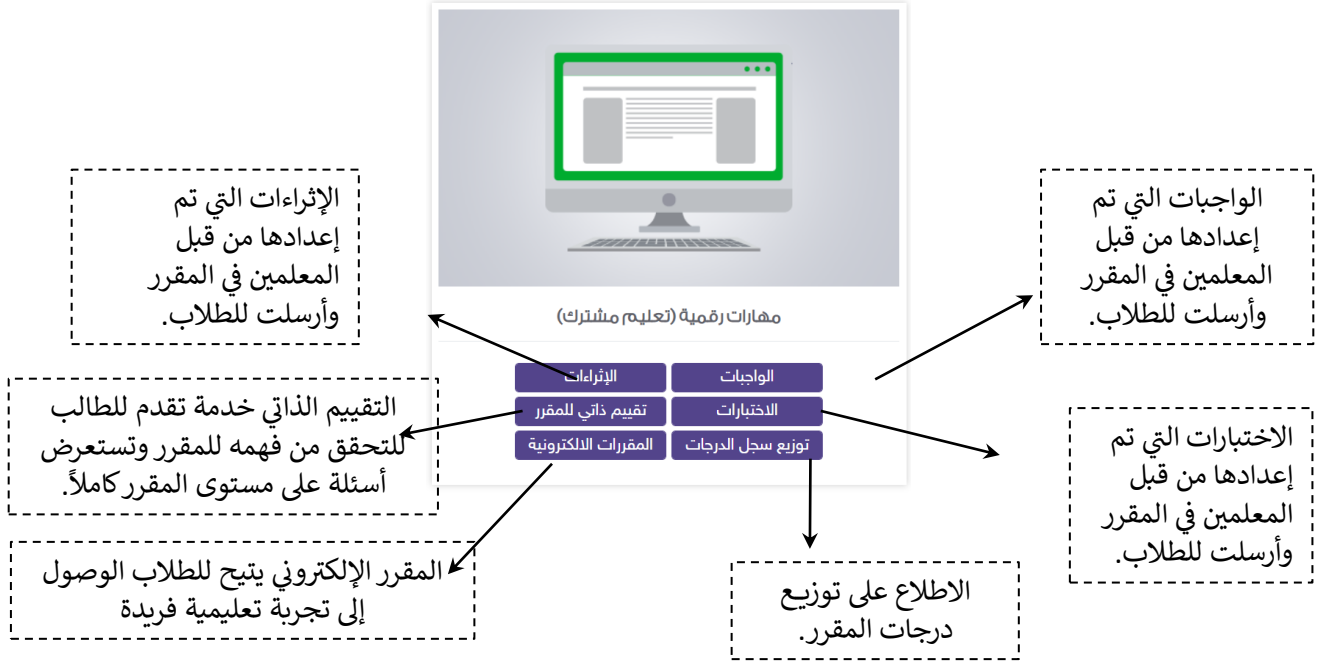 الإثراءات التي تم
إعدادها من قبل
المعلمين في المقرر
وأرسلت للطلاب.
الواجبات التي تم
إعدادها من قبل
المعلمين في المقرر
وأرسلت للطلاب.
مهارات رقمية (تعليم مشترك)
الواجبات
الإثراءات
الاختبارات
تقييم ذاتي للمقرر
توزيع سجل الدرجات
المقررات الالكترونية
التقييم الذاتي خدمة تقدم للطالب
للتحقق من فهمه للمقرر وتستعرض
أسئلة على مستوى المقرر كاملاً.
الاختبارات التي تم
إعدادها من قبل
المعلمين في المقرر
وأرسلت للطلاب.
المقرر الإلكتروني يتيح للطلاب الوصول
إلى تجربة تعليمية فريدة
الاطلاع على توزيع
درجات المقرر.